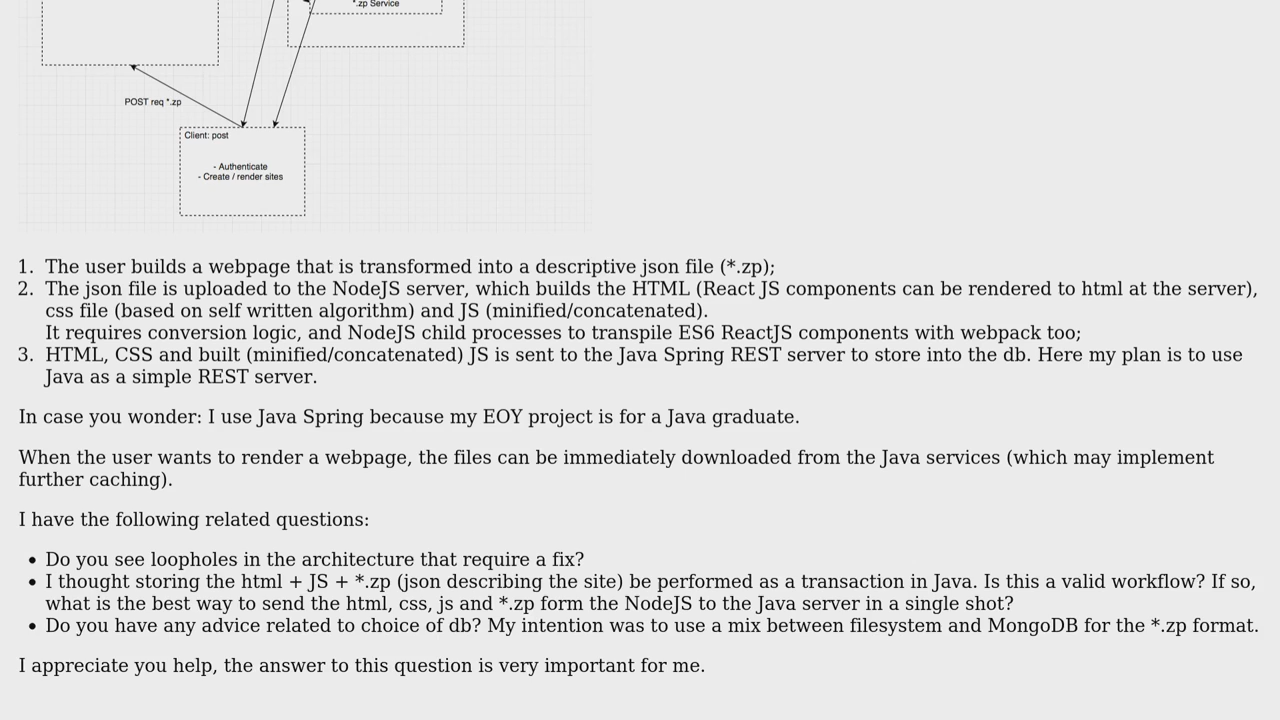 *.zp Service
POST req *.zp
Client: post
- Authenticate
- Create / render sites
1. The user builds a webpage that is transformed into a descriptive json file (*.zp);
2. The json file is uploaded to the NodeJS server, which builds the HTML (React JS components can be rendered to html at the server),
css file (based on self written algorithm) and JS (minified/concatenated).
It requires conversion logic, and NodeJS child processes to transpile ES6 ReactJS components with webpack too;
3. HTML, CSS and built (minified/concatenated) JS is sent to the Java Spring REST server to store into the db. Here my plan is to use
Java as a simple REST server.
In case you wonder: I use Java Spring because my EOY project is for a Java graduate.
When the user wants to render a webpage, the files can be immediately downloaded from the Java services (which may implement
further caching).
I have the following related questions:
• Do you see loopholes in the architecture that require a fix?
• I thought storing the html + JS + *.zp (json describing the site) be performed as a transaction in Java. Is this a valid workflow? If so,
what is the best way to send the html, css, js and *.zp form the NodeJS to the Java server in a single shot?
• Do you have any advice related to choice of db? My intention was to use a mix between filesystem and MongoDB for the *.zp format.
I appreciate you help, the answer to this question is very important for me.